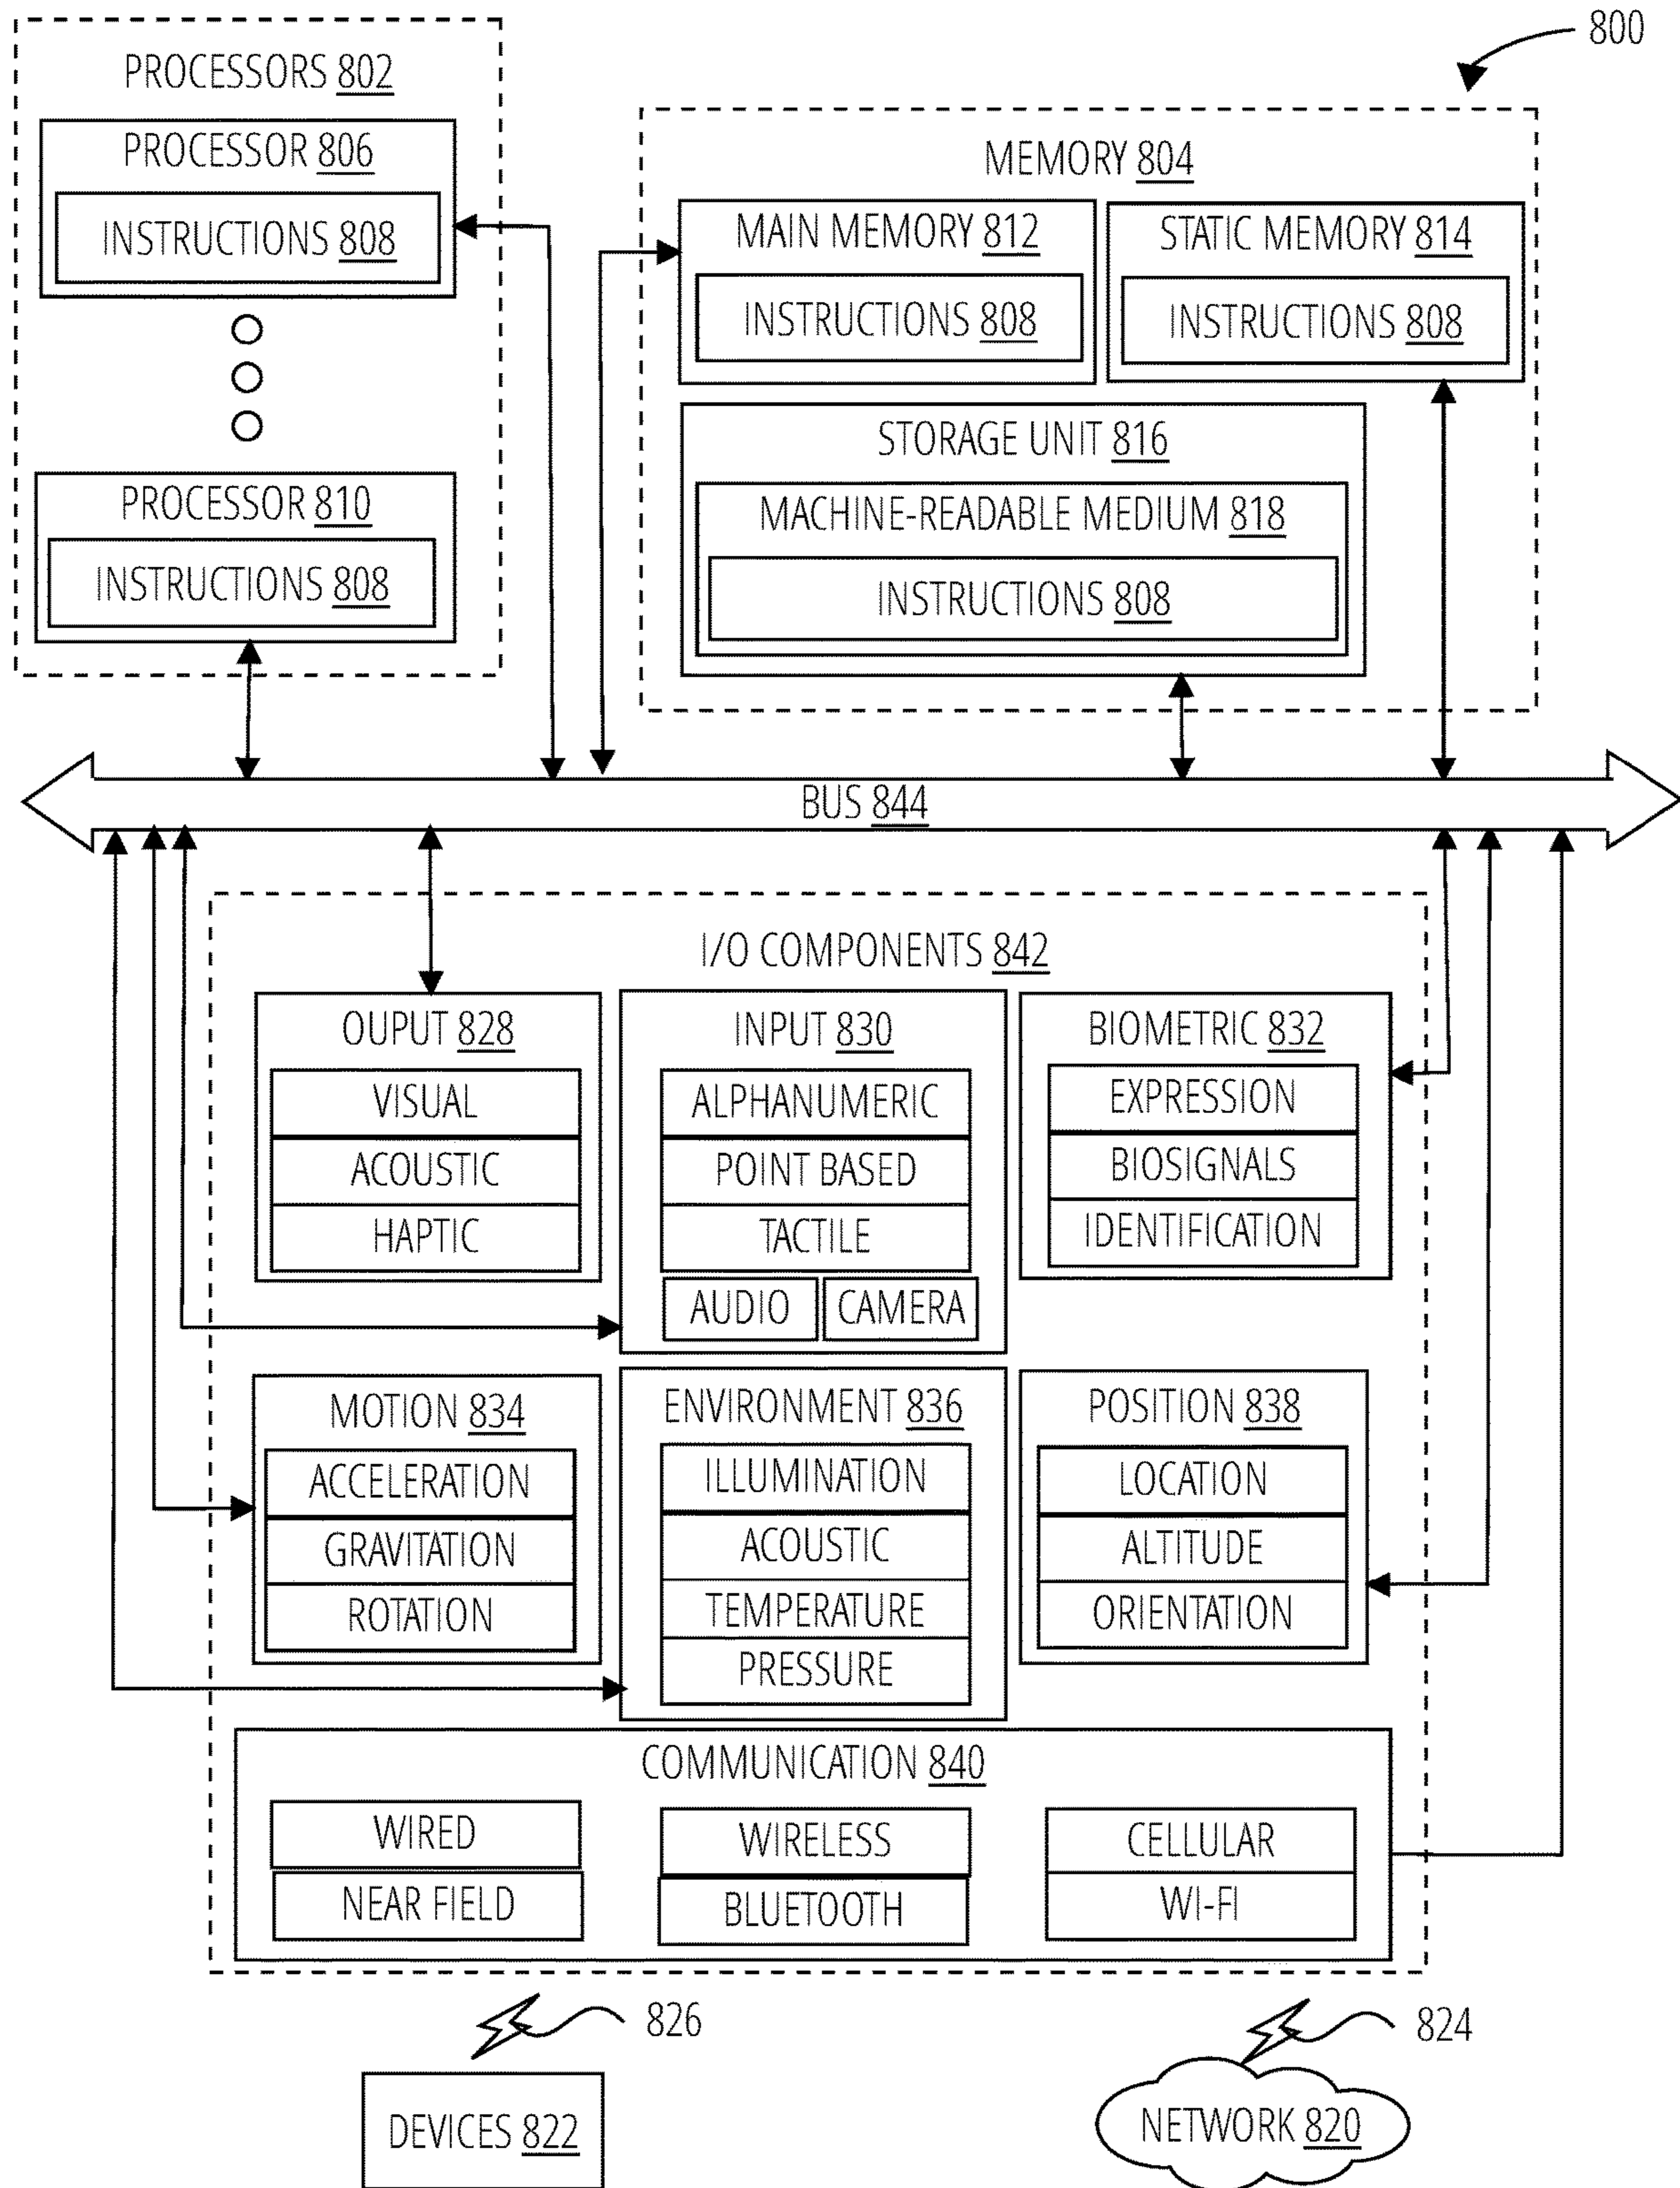 800
PROCESSORS 802
PROCESSOR 806
INSTRUCTIONS 808
PROCESSOR 810
INSTRUCTIONS 808
MEMORY 804
MAIN MEMORY 812
INSTRUCTIONS 808
STATIC MEMORY 814
INSTRUCTIONS 808
STORAGE UNIT 816
MACHINE-READABLE MEDIUM 818
INSTRUCTIONS 808
BUS 844
I/O COMPONENTS 842
OUPUT 828
VISUAL
ACOUSTIC
HAPTIC
INPUT 830
ALPHANUMERIC
POINT BASED
TACTILE
AUDIO
CAMERA
BIOMETRIC 832
EXPRESSION
BIOSIGNALS
IDENTIFICATION
MOTION 834
ACCELERATION
GRAVITATION
ROTATION
ENVIRONMENT 836
ILLUMINATION
ACOUSTIC
TEMPERATURE
PRESSURE
POSITION 838
LOCATION
ALTITUDE
ORIENTATION
COMMUNICATION 840
WIRED
NEAR FIELD
WIRELESS
BLUETOOTH
CELLULAR
WI-FI
826
824
DEVICES 822
NETWORK 820